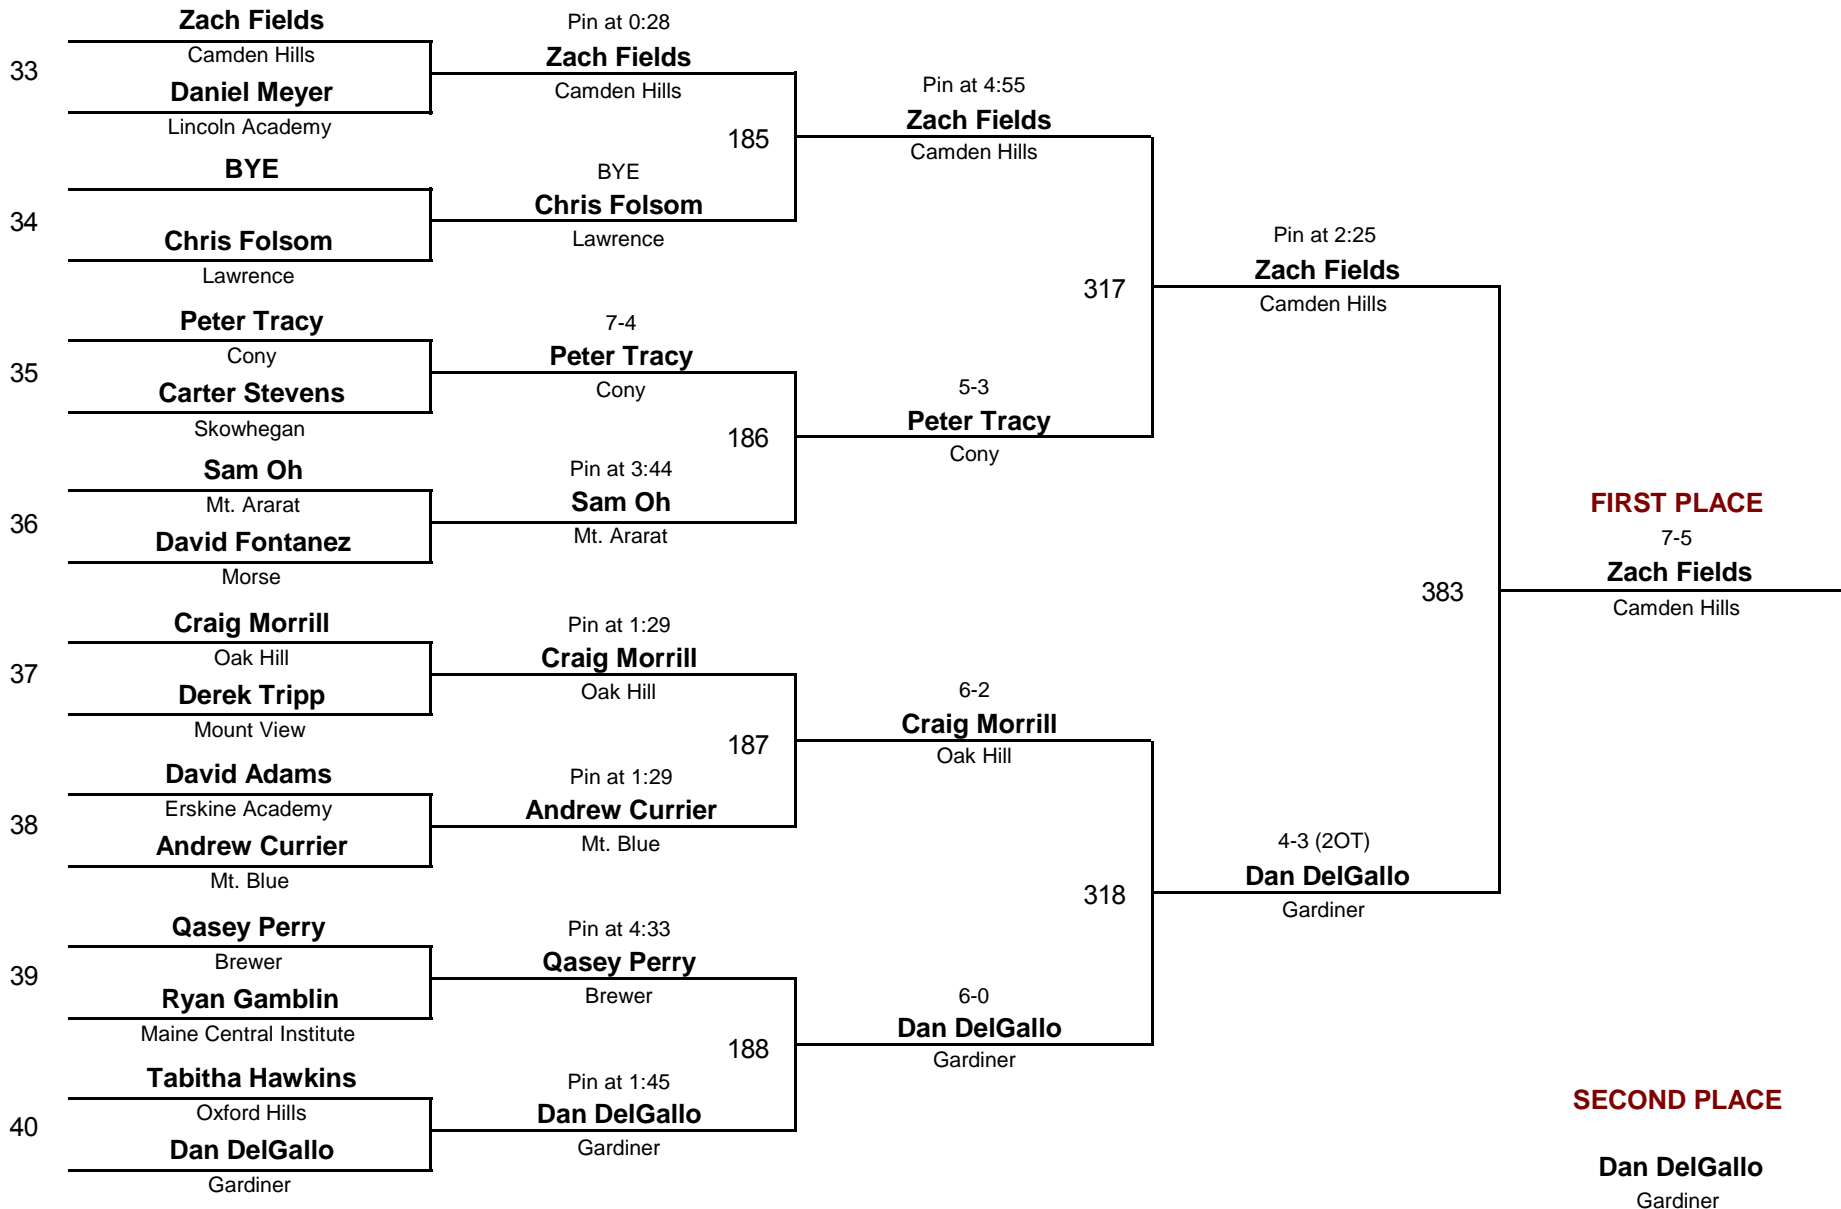 Zach Fields
Camden Hills
33
Daniel Meyer
Lincoln Academy
BYE
34
Chris Folsom
Lawrence
Peter Tracy
Cony
35
Carter Stevens
Skowhegan
Sam Oh
Mt. Ararat
36
David Fontanez
Morse
Craig Morrill
Oak Hill
37
Derek Tripp
Mount View
David Adams
Erskine Academy
38
Andrew Currier
Mt. Blue
Qasey Perry
Brewer
39
Ryan Gamblin
Maine Central Institute
Tabitha Hawkins
Oxford Hills
40
Dan DelGallo
Gardiner
Pin at 0:28
Zach Fields
Camden Hills
185
BYE
Chris Folsom
Lawrence
7-4
Peter Tracy
Cony
186
Pin at 3:44
Sam Oh
Mt. Ararat
Pin at 1:29
Craig Morrill
Oak Hill
187
Pin at 1:29
Andrew Currier
Mt. Blue
Pin at 4:33
Qasey Perry
Brewer
188
Pin at 1:45
Dan DelGallo
Gardiner
Pin at 4:55
Zach Fields
Camden Hills
317
5-3
Peter Tracy
Cony
6-2
Craig Morrill
Oak Hill
318
6-0
Dan DelGallo
Gardiner
Pin at 2:25
Zach Fields
Camden Hills
383
4-3 (2OT)
Dan DelGallo
Gardiner
FIRST PLACE
7-5
Zach Fields
Camden Hills
SECOND PLACE
Dan DelGallo
Gardiner